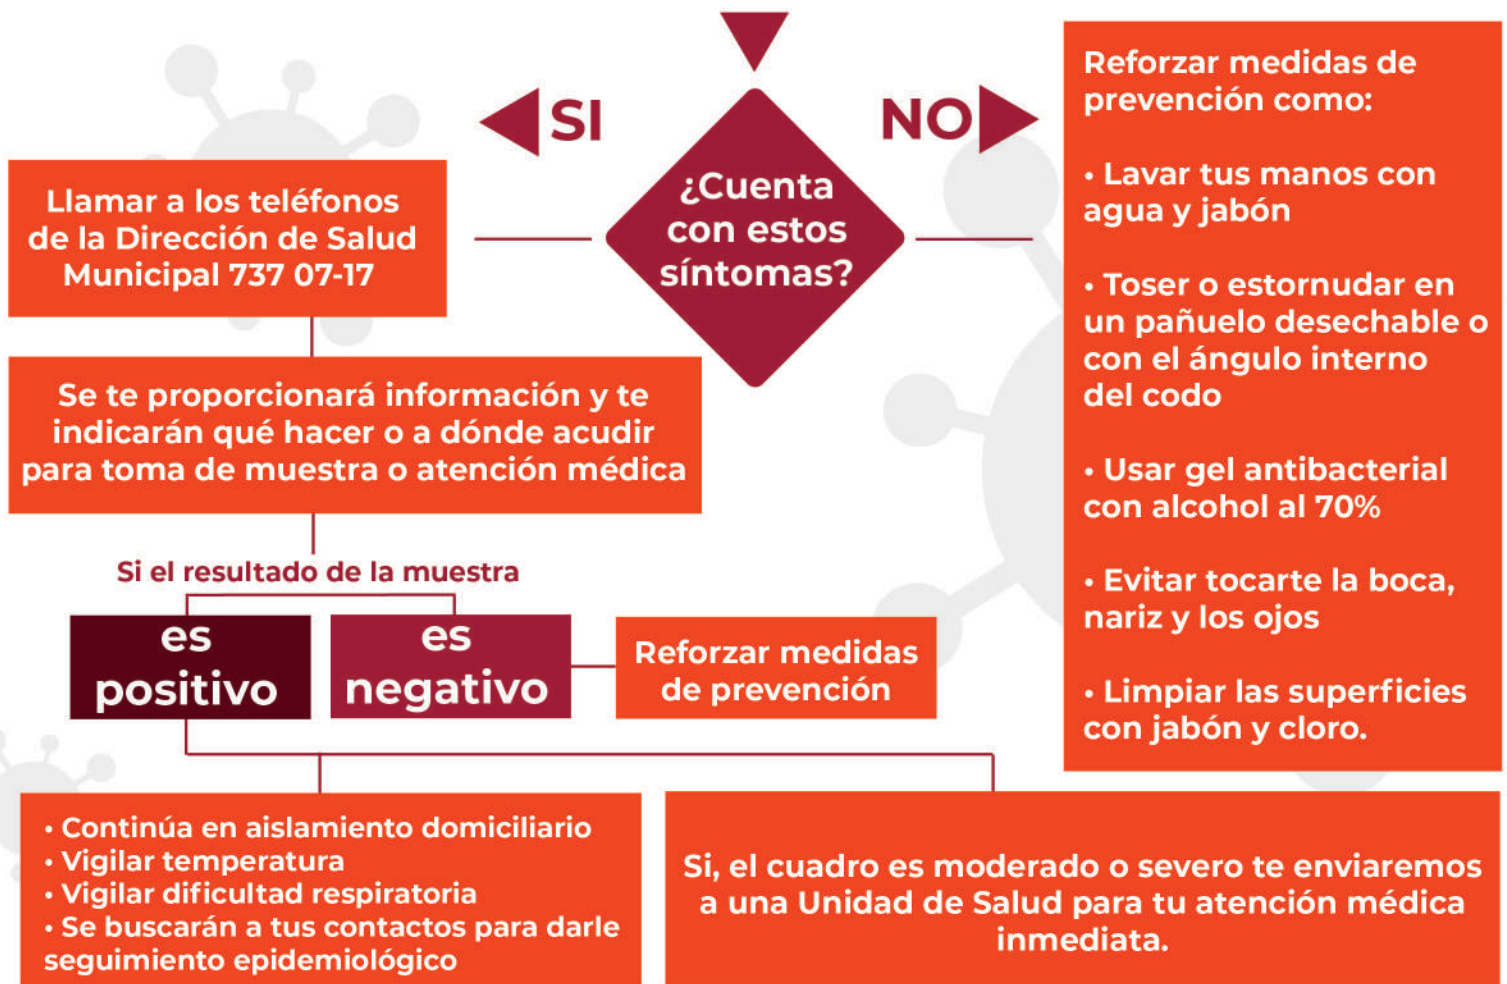 SI
NO
¿Cuenta
con estos
síntomas?
Llamar a los teléfonos
de la Dirección de Salud
Municipal 737 07-17
Se te proporcionará información y te
indicarán qué hacer o a dónde acudir
para toma de muestra o atención médica
Si el resultado de la muestra
es
positivo
es
negativo
Reforzar medidas
de prevención
• Continúa en aislamiento domiciliario
• Vigilar temperatura
• Vigilar dificultad respiratoria
• Se buscarán a tus contactos para darle
seguimiento epidemiológico
Si, el cuadro es moderado o severo te enviaremos
a una Unidad de Salud para tu atención médica
inmediata.
Reforzar medidas de
prevención como:
• Lavar tus manos con
agua y jabón
• Toser o estornudar en
un pañuelo desechable o
con el ángulo interno
del codo
• Usar gel antibacterial
con alcohol al 70%
• Evitar tocarte la boca,
nariz y los ojos
• Limpiar las superficies
con jabón y cloro.